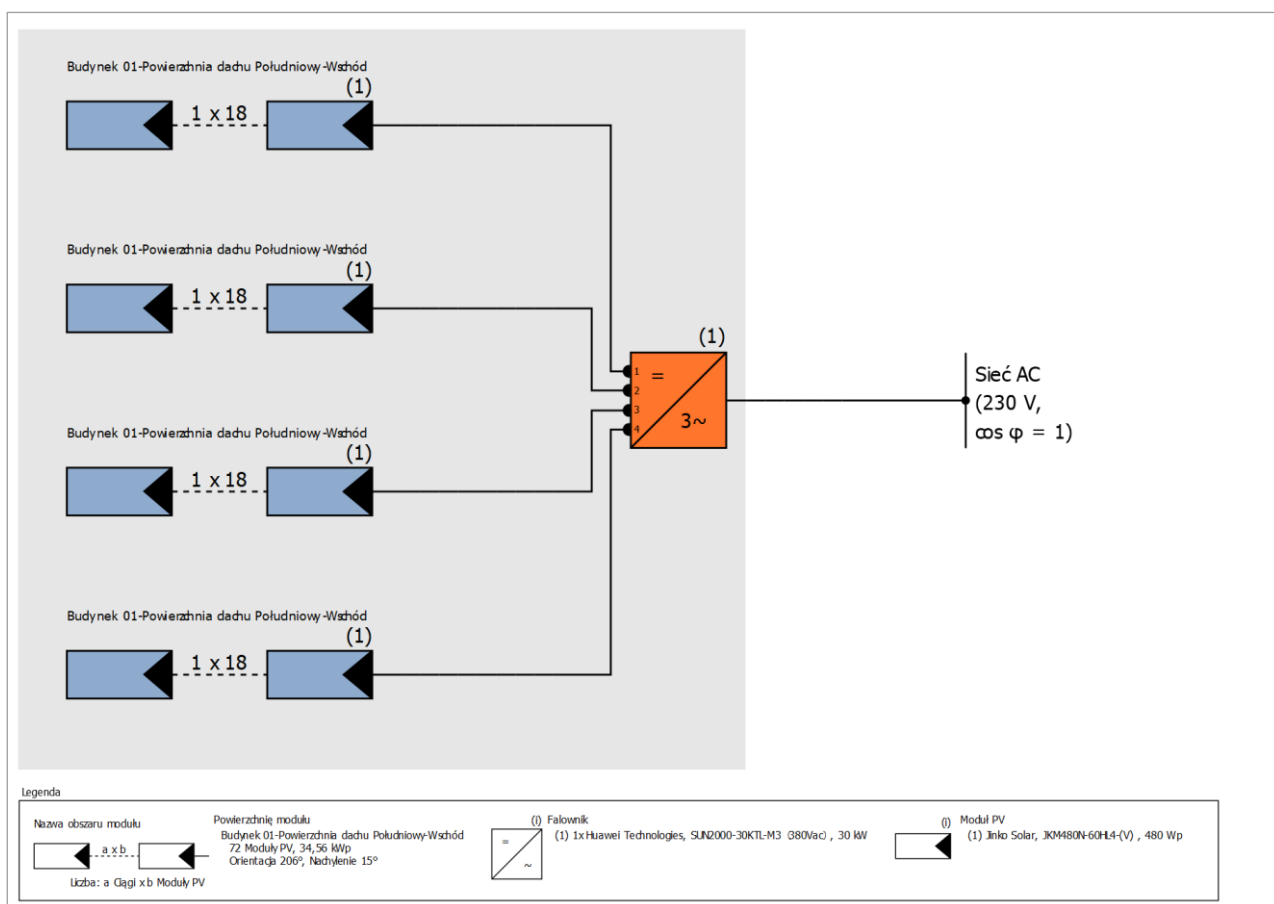 Budynek 01-Powierzchnia dachu Południowy-Wschód
(1)
1 x 18
Budynek 01-Powierzchnia dachu Południowy-Wschód
(1)
1 x 18
(1)
1
=
2
3
3~
4
Sieć AC
(230 V,
cos φ = 1)
Budynek 01-Powierzchnia dachu Południowy-Wschód
(1)
1 x 18
Budynek 01-Powierzchnia dachu Południowy-Wschód
(1)
1 x 18
Legenda
Nazwa obszaru modułu
a x b
Liczba: a Ciągi x b Moduły PV
Powierzchnię modułu
Budynek 01-Powierzchnia dachu Południowy-Wschód
72 Moduły PV, 34,56 kWp
Orientacja 206°, Nachylenie 15°
=
~
(i) Falownik
(1) 1x Huawei Technologies, SUN2000-30KTL-M3 (380Vac) , 30 kW
(i) Moduł PV
(1) Jinko Solar, JKM480N-60HL4-(V) , 480 Wp